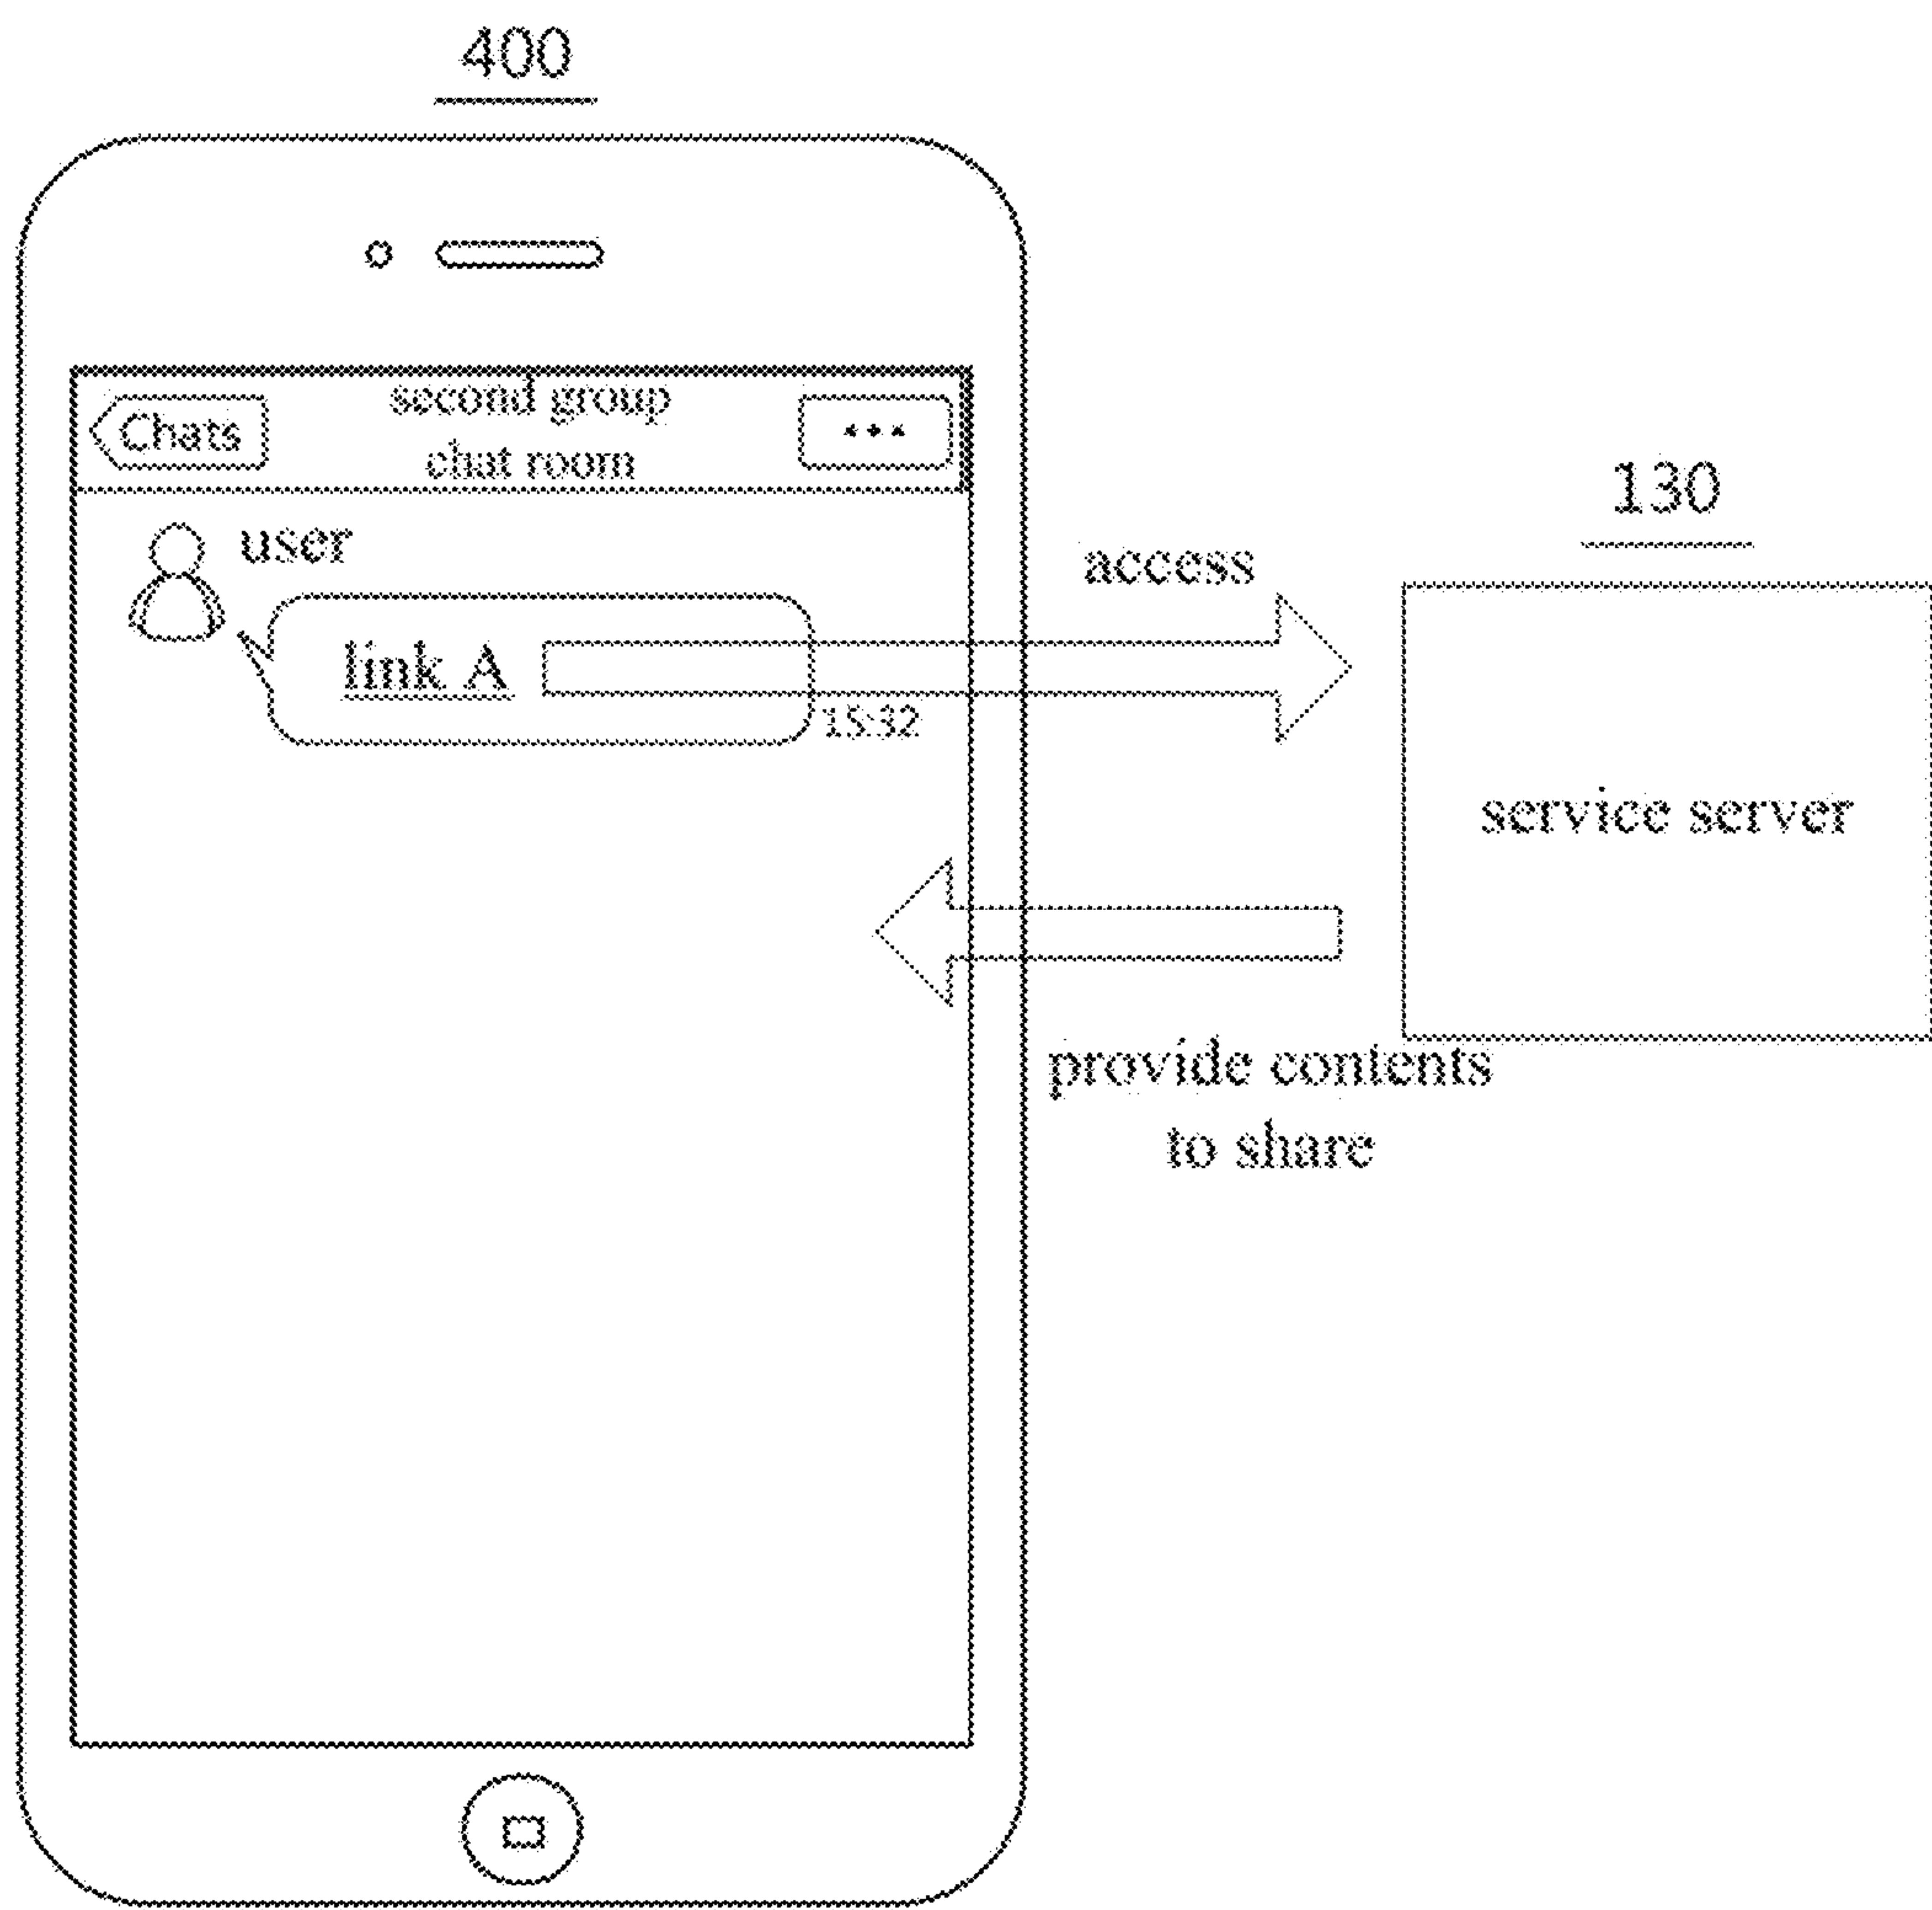 400
Chats
second group
chat room
...
130
user
access
link A
15:32
service server
provide contents
to share